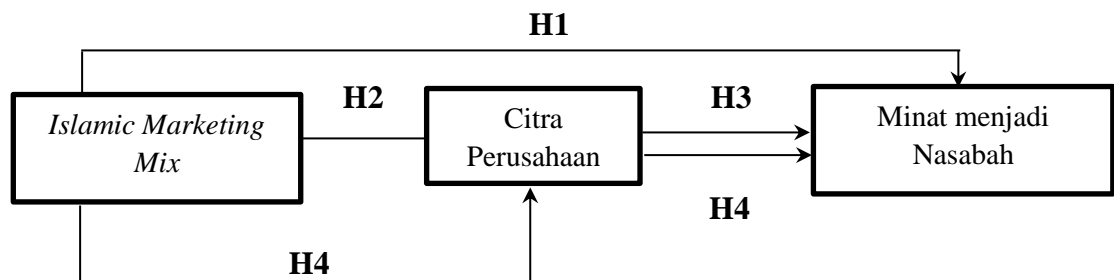 H1
H2
H3
Islamic Marketing
Mix
Citra
Perusahaan
Minat menjadi
Nasabah
H4
H4